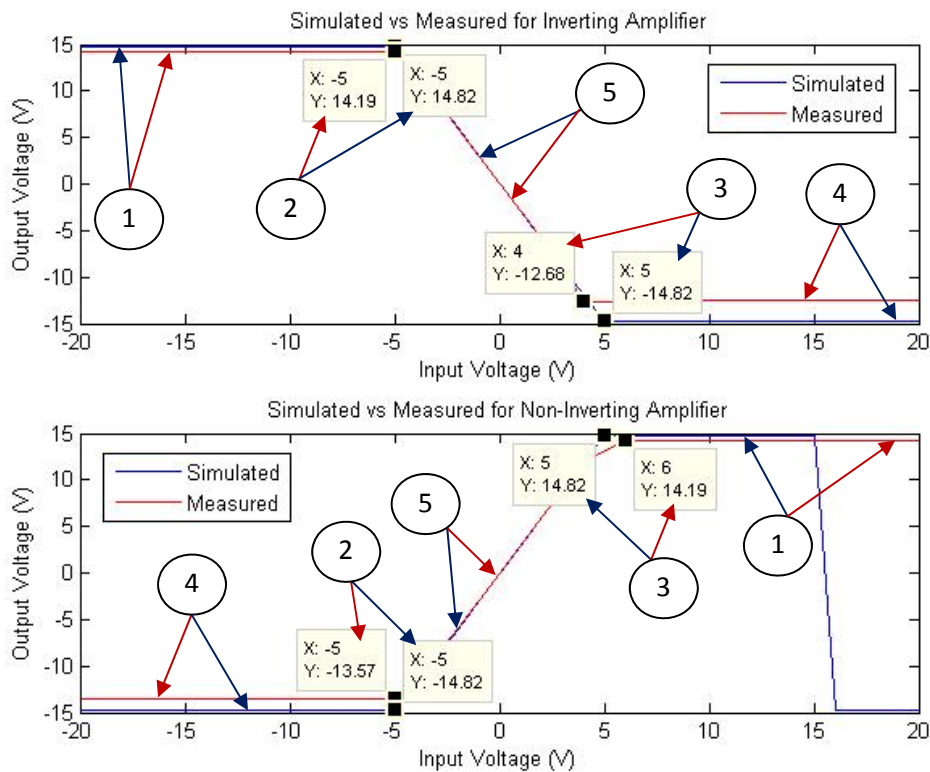 Simulated vs Measured for Inverting Amplifier
Output Voltage (V)
15
10
5
0
-5
-10
-15
X: -5
Y: 14.19
X: -5
Y: 14.82
5
Simulated
Measured
1
2
3
4
X: 4
Y: -12.68
X: 5
Y: -14.82
-20
-15
-10
-5
0
5
10
15
20
Input Voltage (V)
Simulated vs Measured for Non-Inverting Amplifier
Output Voltage (V)
15
10
5
0
-5
-10
-15
Simulated
Measured
X: 5
Y: 14.82
X: 6
Y: 14.19
5
2
4
3
1
X: -5
Y: -13.57
X: -5
Y: -14.82
-20
-15
-10
-5
0
5
10
15
20
Input Voltage (V)